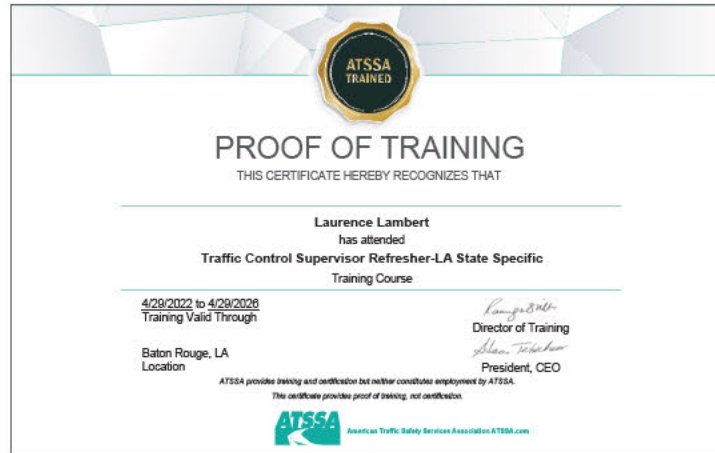 ATSSA
TRAINED
PROOF OF TRAINING
THIS CERTIFICATE HEREBY RECOGNIZES THAT
Laurence Lambert
has attended
Traffic Control Supervisor Refresher-LA State Specific
Training Course
4/29/2022 to 4/29/2026
Training Valid Through
Director of Training
Baton Rouge, LA
Location
President, CEO
ATSSA provides training and certification but neither constitutes employment by ATSSA.
This certificate provides proof of training, not certification.
ATSSA
American Traffic Safety Services Association ATSSA.com